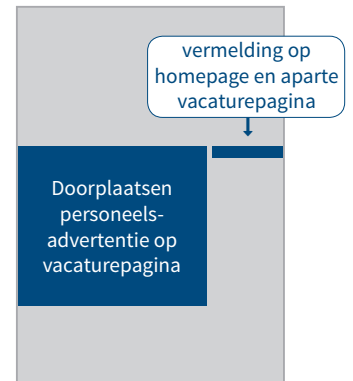 vermelding op
homepage en aparte
vacaturepagina
Doorplaatsen
personeels-
advertentie op
vacaturepagina